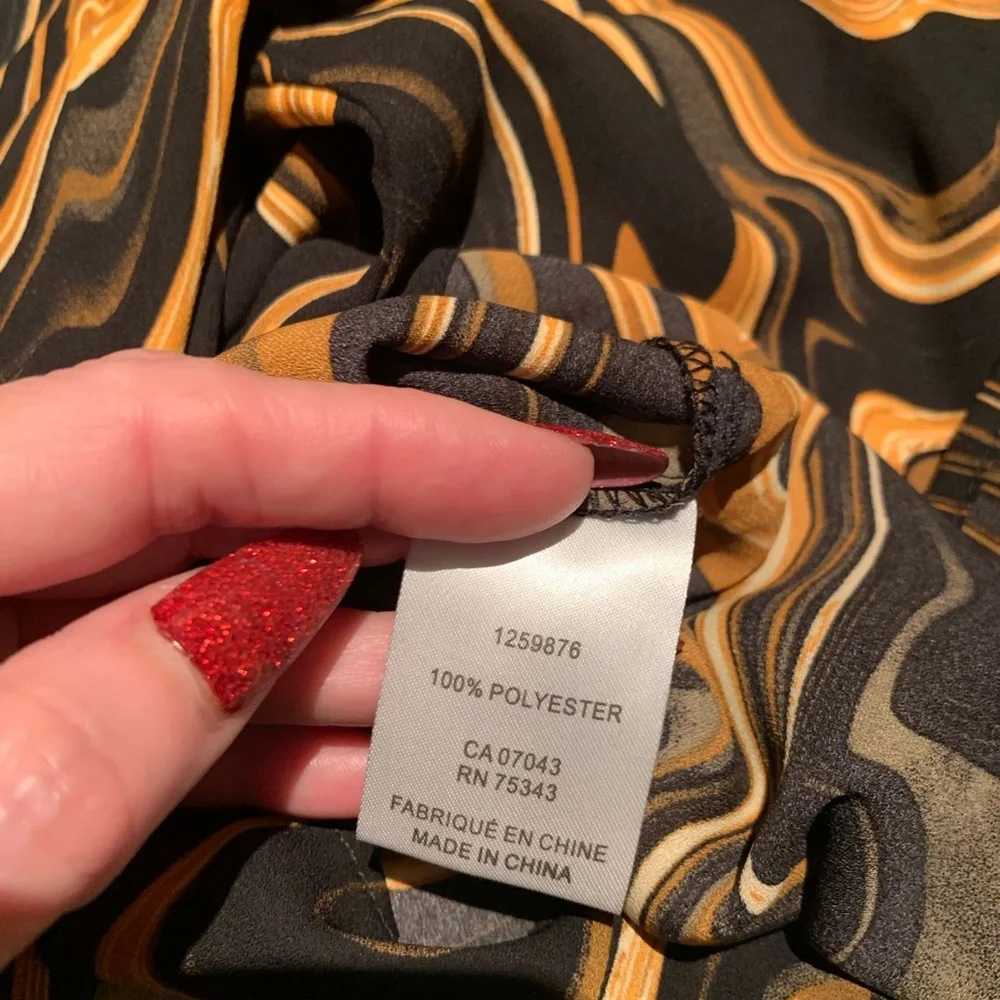 1259876
100% POLYESTER
CA 07043
RN 75343
FABRIQUÉ EN CHINE
MADE IN CHINA